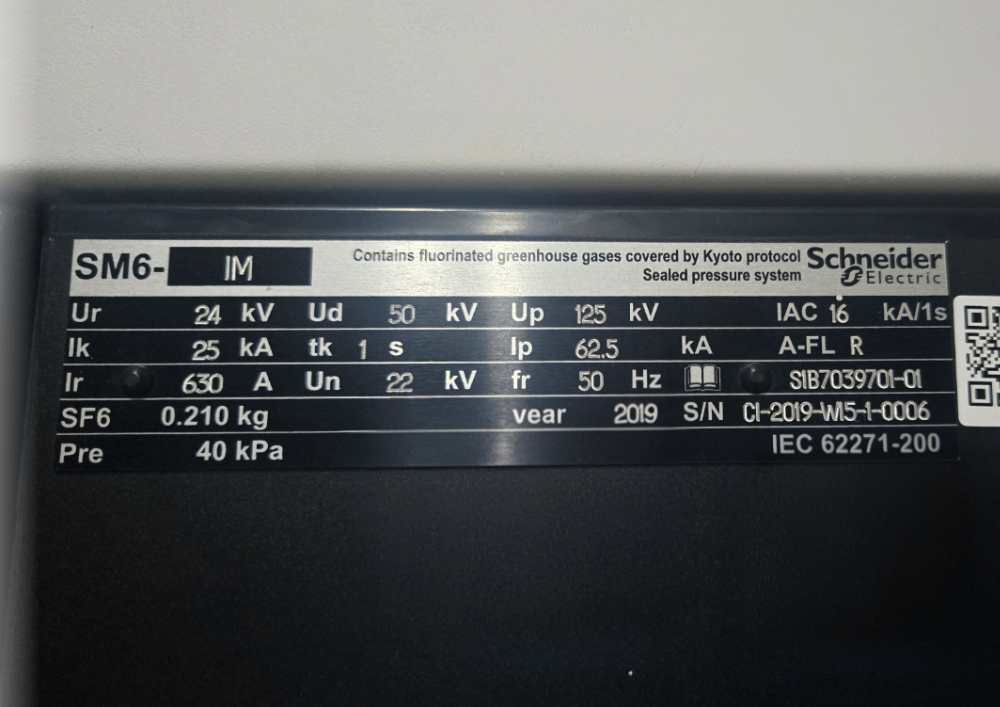 SM6- IM Contains fluorinated greenhouse gases covered by Kyoto protocol
Sealed pressure system
Schneider
Electric
Ur 24 kV Ud 50 kV Up 125 kV IAC 16 kA/1s
Ik 25 kA tk 1 s Ip 62.5 kA A-FL R
Ir 630 A Un 22 kV fr 50 Hz S1B7039701-01
SF6 0.210 kg vear 2019 S/N CI-2019-W15-1-0006
Pre 40 kPa IEC 62271-200